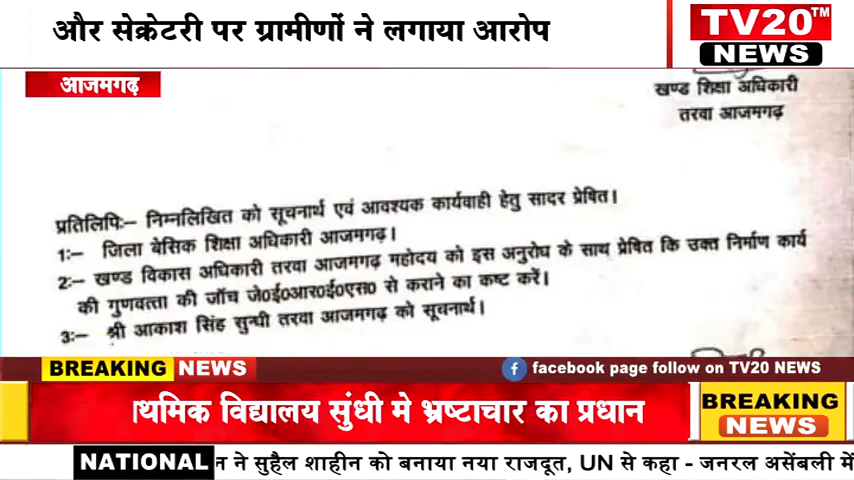 और सेक्रेटरी पर ग्रामीणों ने लगाया आरोप
TV20™
NEWS
आजमगढ़
खण्ड शिक्षा अधिकारी
तरवा आजमगढ़
प्रतिलिपिः– निम्नलिखित को सूचनार्थ एवं आवश्यक कार्यवाही हेतु सादर प्रेषित।
1ः– जिला बेसिक शिक्षा अधिकारी आजमगढ़।
2ः– खण्ड विकास अधिकारी तरवा आजमगढ़ महोदय को इस अनुरोध के साथ प्रेषित कि उक्त निर्माण कार्य
की गुणवत्ता की जाँच जे0ई0आर0ई0एस0 से कराने का कष्ट करें।
3ः– श्री आकाश सिंह सुन्धी तरवा आजमगढ़ को सूचनार्थ।
BREAKING NEWS
facebook page follow on TV20 NEWS
ाथमिक विद्यालय सुंधी मे भ्रष्टाचार का प्रधान
BREAKING
NEWS
NATIONAL
न ने सुहैल शाहीन को बनाया नया राजदूत, UN से कहा - जनरल असेंबली में